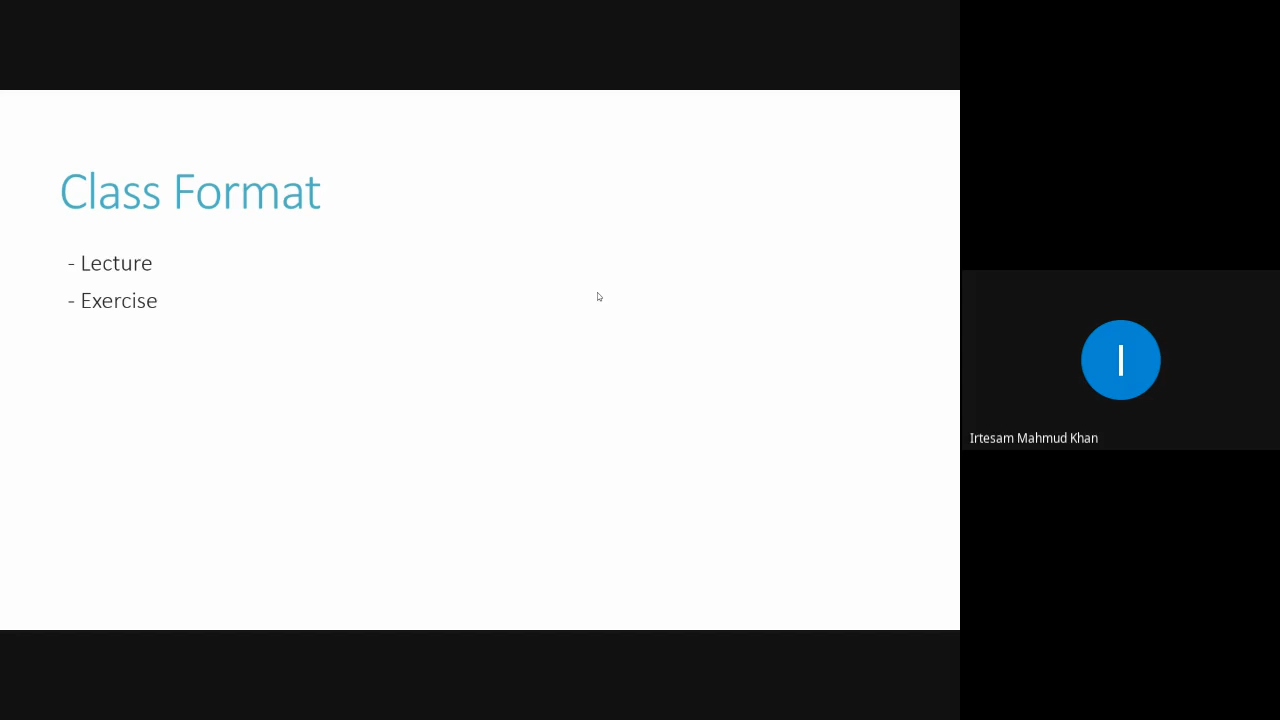 Class Format
- Lecture
- Exercise
I
Irtesam Mahmud Khan